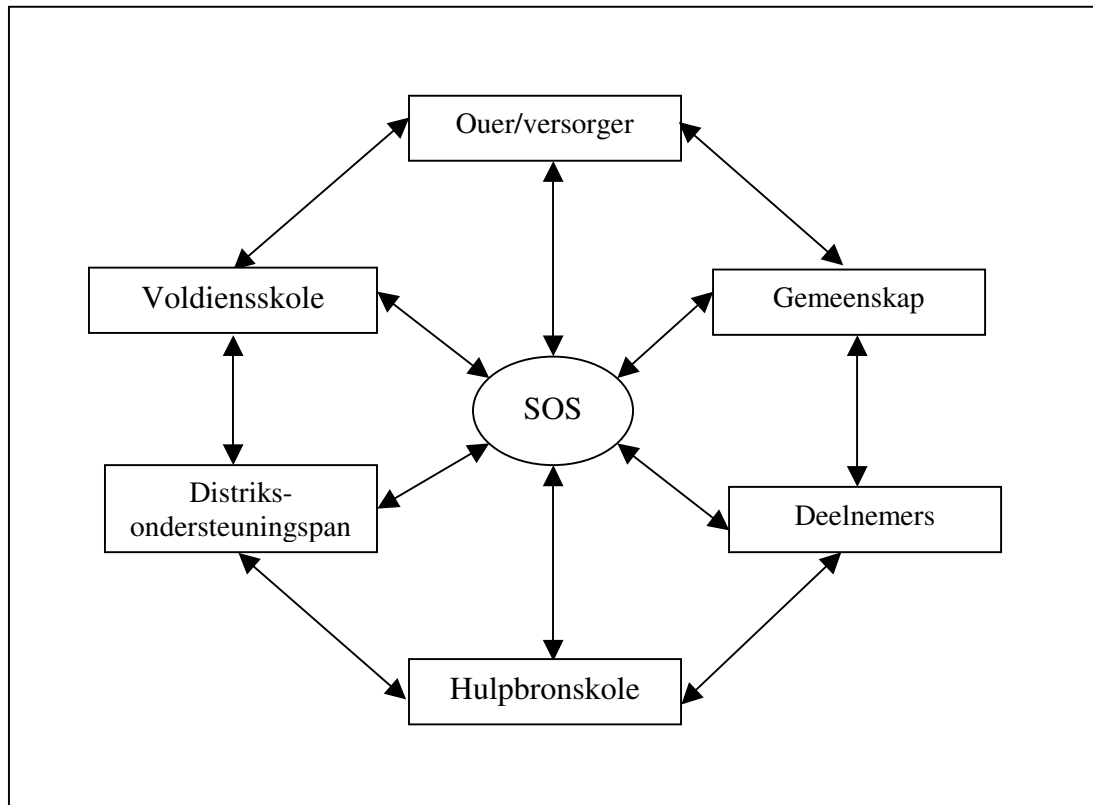 Ouer/versorger
Voldiensskole
Gemeenskap
SOS
Distriks-
ondersteuningspan
Deelnemers
Hulpbronskole